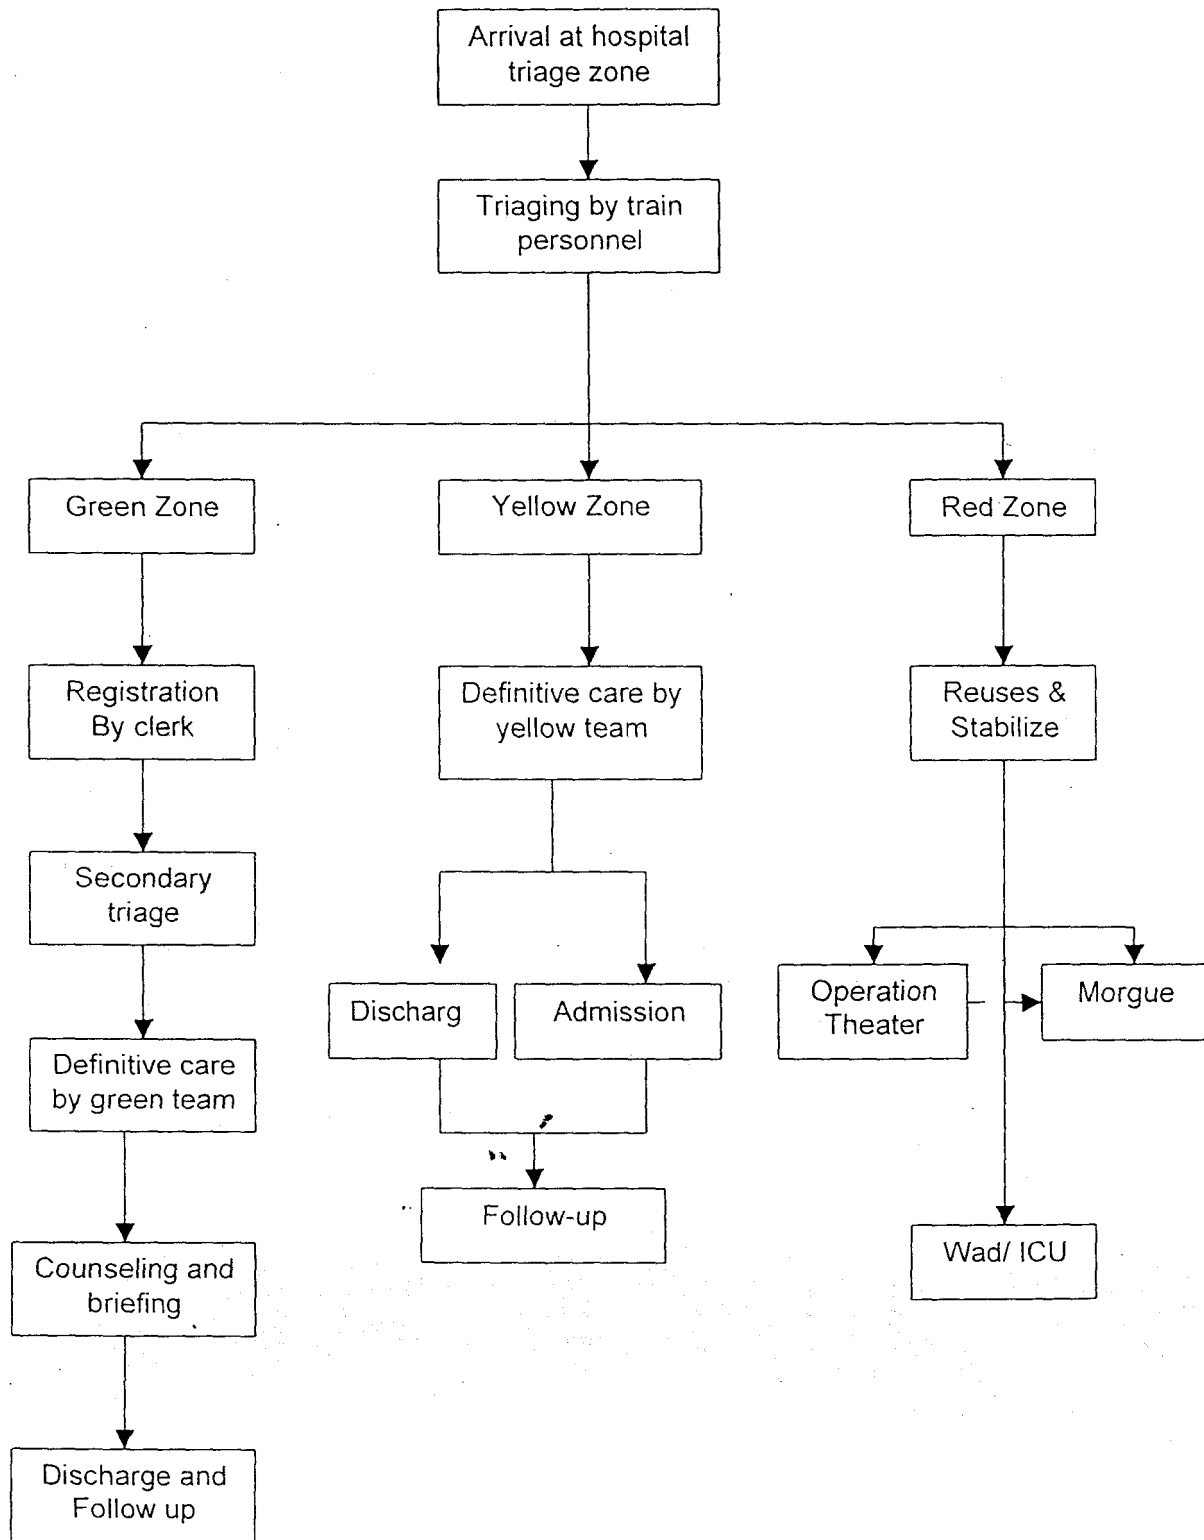 Arrival at hospital
triage zone
Triaging by train
personnel
Green Zone
Yellow Zone
Red Zone
Registration
By clerk
Definitive care by
yellow team
Reuses &
Stabilize
Secondary
triage
Discharg
Admission
Operation
Theater
Morgue
Definitive care
by green team
Follow-up
Wad/ ICU
Counseling and
briefing
Discharge and
Follow up